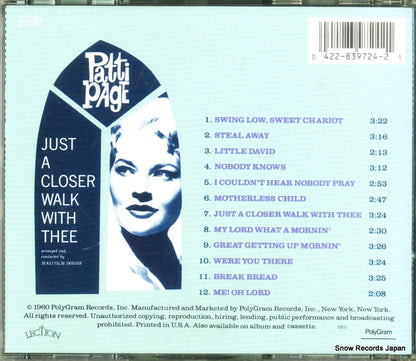 Patti
PAGE
JUST
A
CLOSER
WALK
WITH
THEE
arranged and
conducted by
MALCOLM DODDS
0 422-839724-2 1
1. SWING LOW, SWEET CHARIOT 3:22
2. STEAL AWAY 3:16
3. LITTLE DAVID 2:13
4. NOBODY KNOWS 3:12
5. I COULDN'T HEAR NOBODY PRAY 2:53
6. MOTHERLESS CHILD 2:47
7. JUST A CLOSER WALK WITH THEE 3:24
8. MY LORD WHAT A MORNIN' 2:30
9. GREAT GETTING UP MORNIN' 3:36
10. WERE YOU THERE 3:21
11. BREAK BREAD 3:25
12. ME! OH LORD 2:08
© 1960 PolyGram Records, Inc. Manufactured and Marketed by PolyGram Records, Inc., New York, New York.
All rights reserved. Unauthorized copying, reproduction, hiring, lending, public performance and broadcasting
prohibited. Printed in U.S.A. Also available on album and cassette.
LECTION
PolyGram
Snow Records Japan